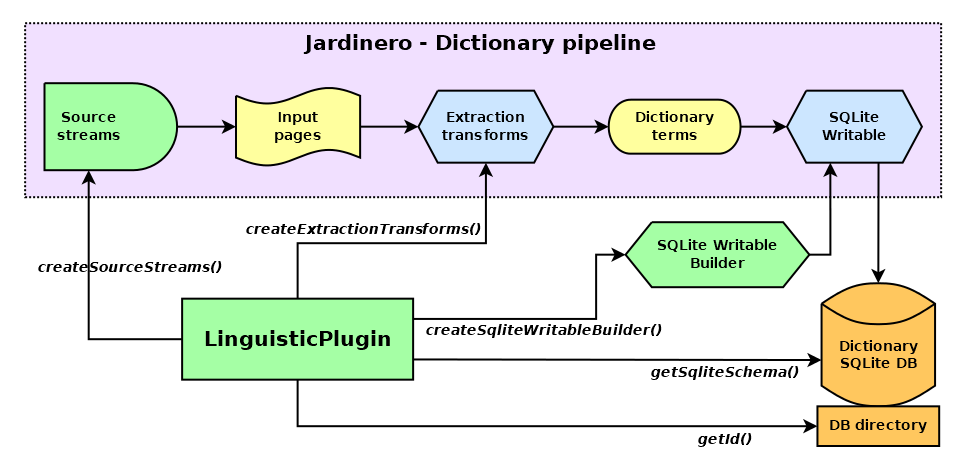 Jardinero - Dictionary pipeline
Source
streams
Input
pages
Extraction
transforms
Dictionary
terms
SQLite
Writable
createExtractionTransforms()
createSourceStreams()
SQLite Writable
Builder
LinguisticPlugin
createSqliteWritableBuilder()
Dictionary
SQLite DB
getSqliteSchema()
DB directory
getId()